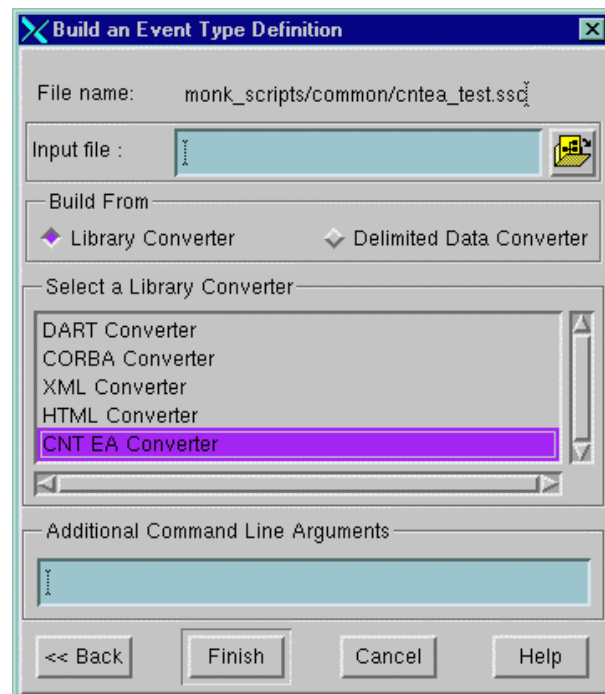 Build an Event Type Definition
File name: monk_scripts/common/cntea_test.ssc
Input file :
Build From
Library Converter Delimited Data Converter
Select a Library Converter
DART Converter
CORBA Converter
XML Converter
HTML Converter
CNT EA Converter
Additional Command Line Arguments
<< Back Finish Cancel Help